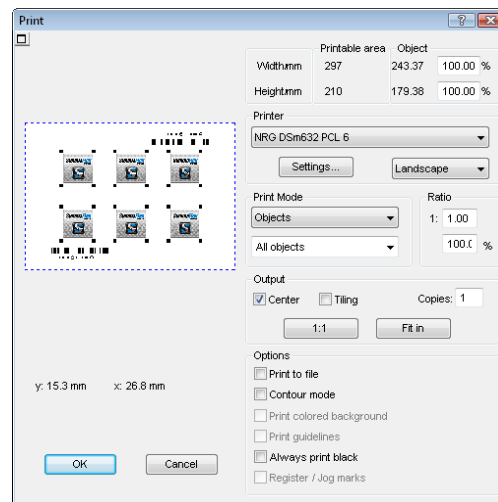 Print
Printable area Object
Width:mm 297 243.37 100.00 %
Height:mm 210 179.38 100.00 %
Printer
NRG DSm632 PCL 6
Settings... Landscape
Print Mode Ratio
Objects 1: 1.00
All objects 100.( %
Output
Center Tiling Copies: 1
1:1 Fit in
Options
Print to file
y: 15.3 mm x: 26.8 mm
Contour mode
Print colored background
Print guidelines
Always print black
OK Cancel
Register / Jog marks